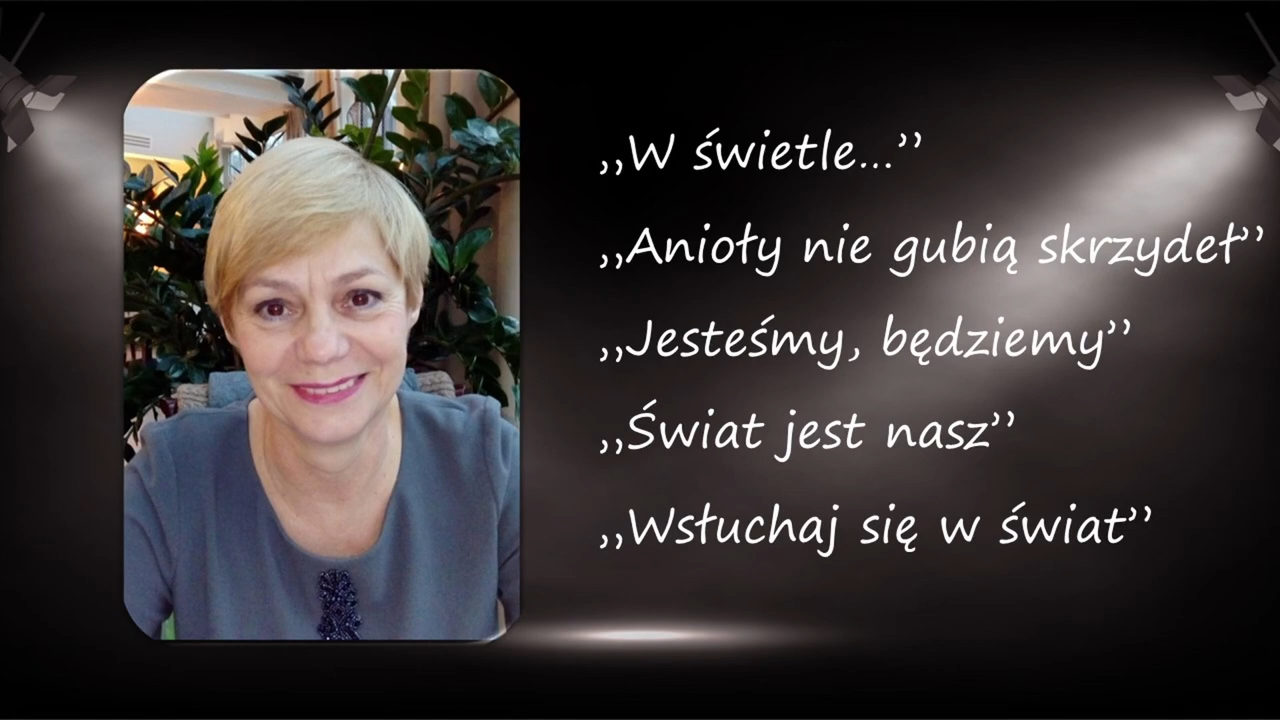 ,,W świetle...’’
,,Anioły nie gubią skrzydeł’’
,,Jesteśmy, będziemy’’
,,Świat jest nasz’’
,,Wsłuchaj się w świat’’